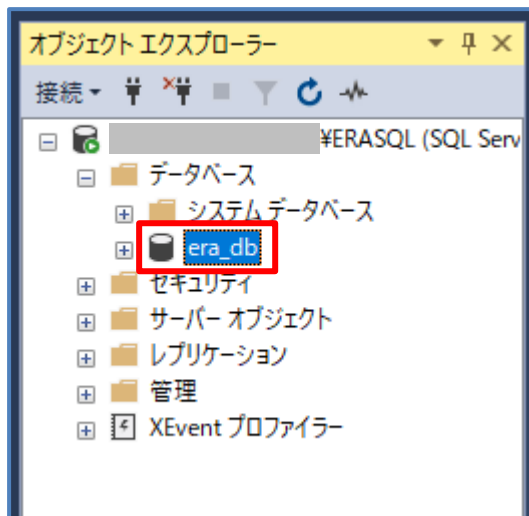 オブジェクト エクスプローラー
接続
¥ERASQL (SQL Serv
データベース
システム データベース
era_db
セキュリティ
サーバー オブジェクト
レプリケーション
管理
XEvent プロファイラー